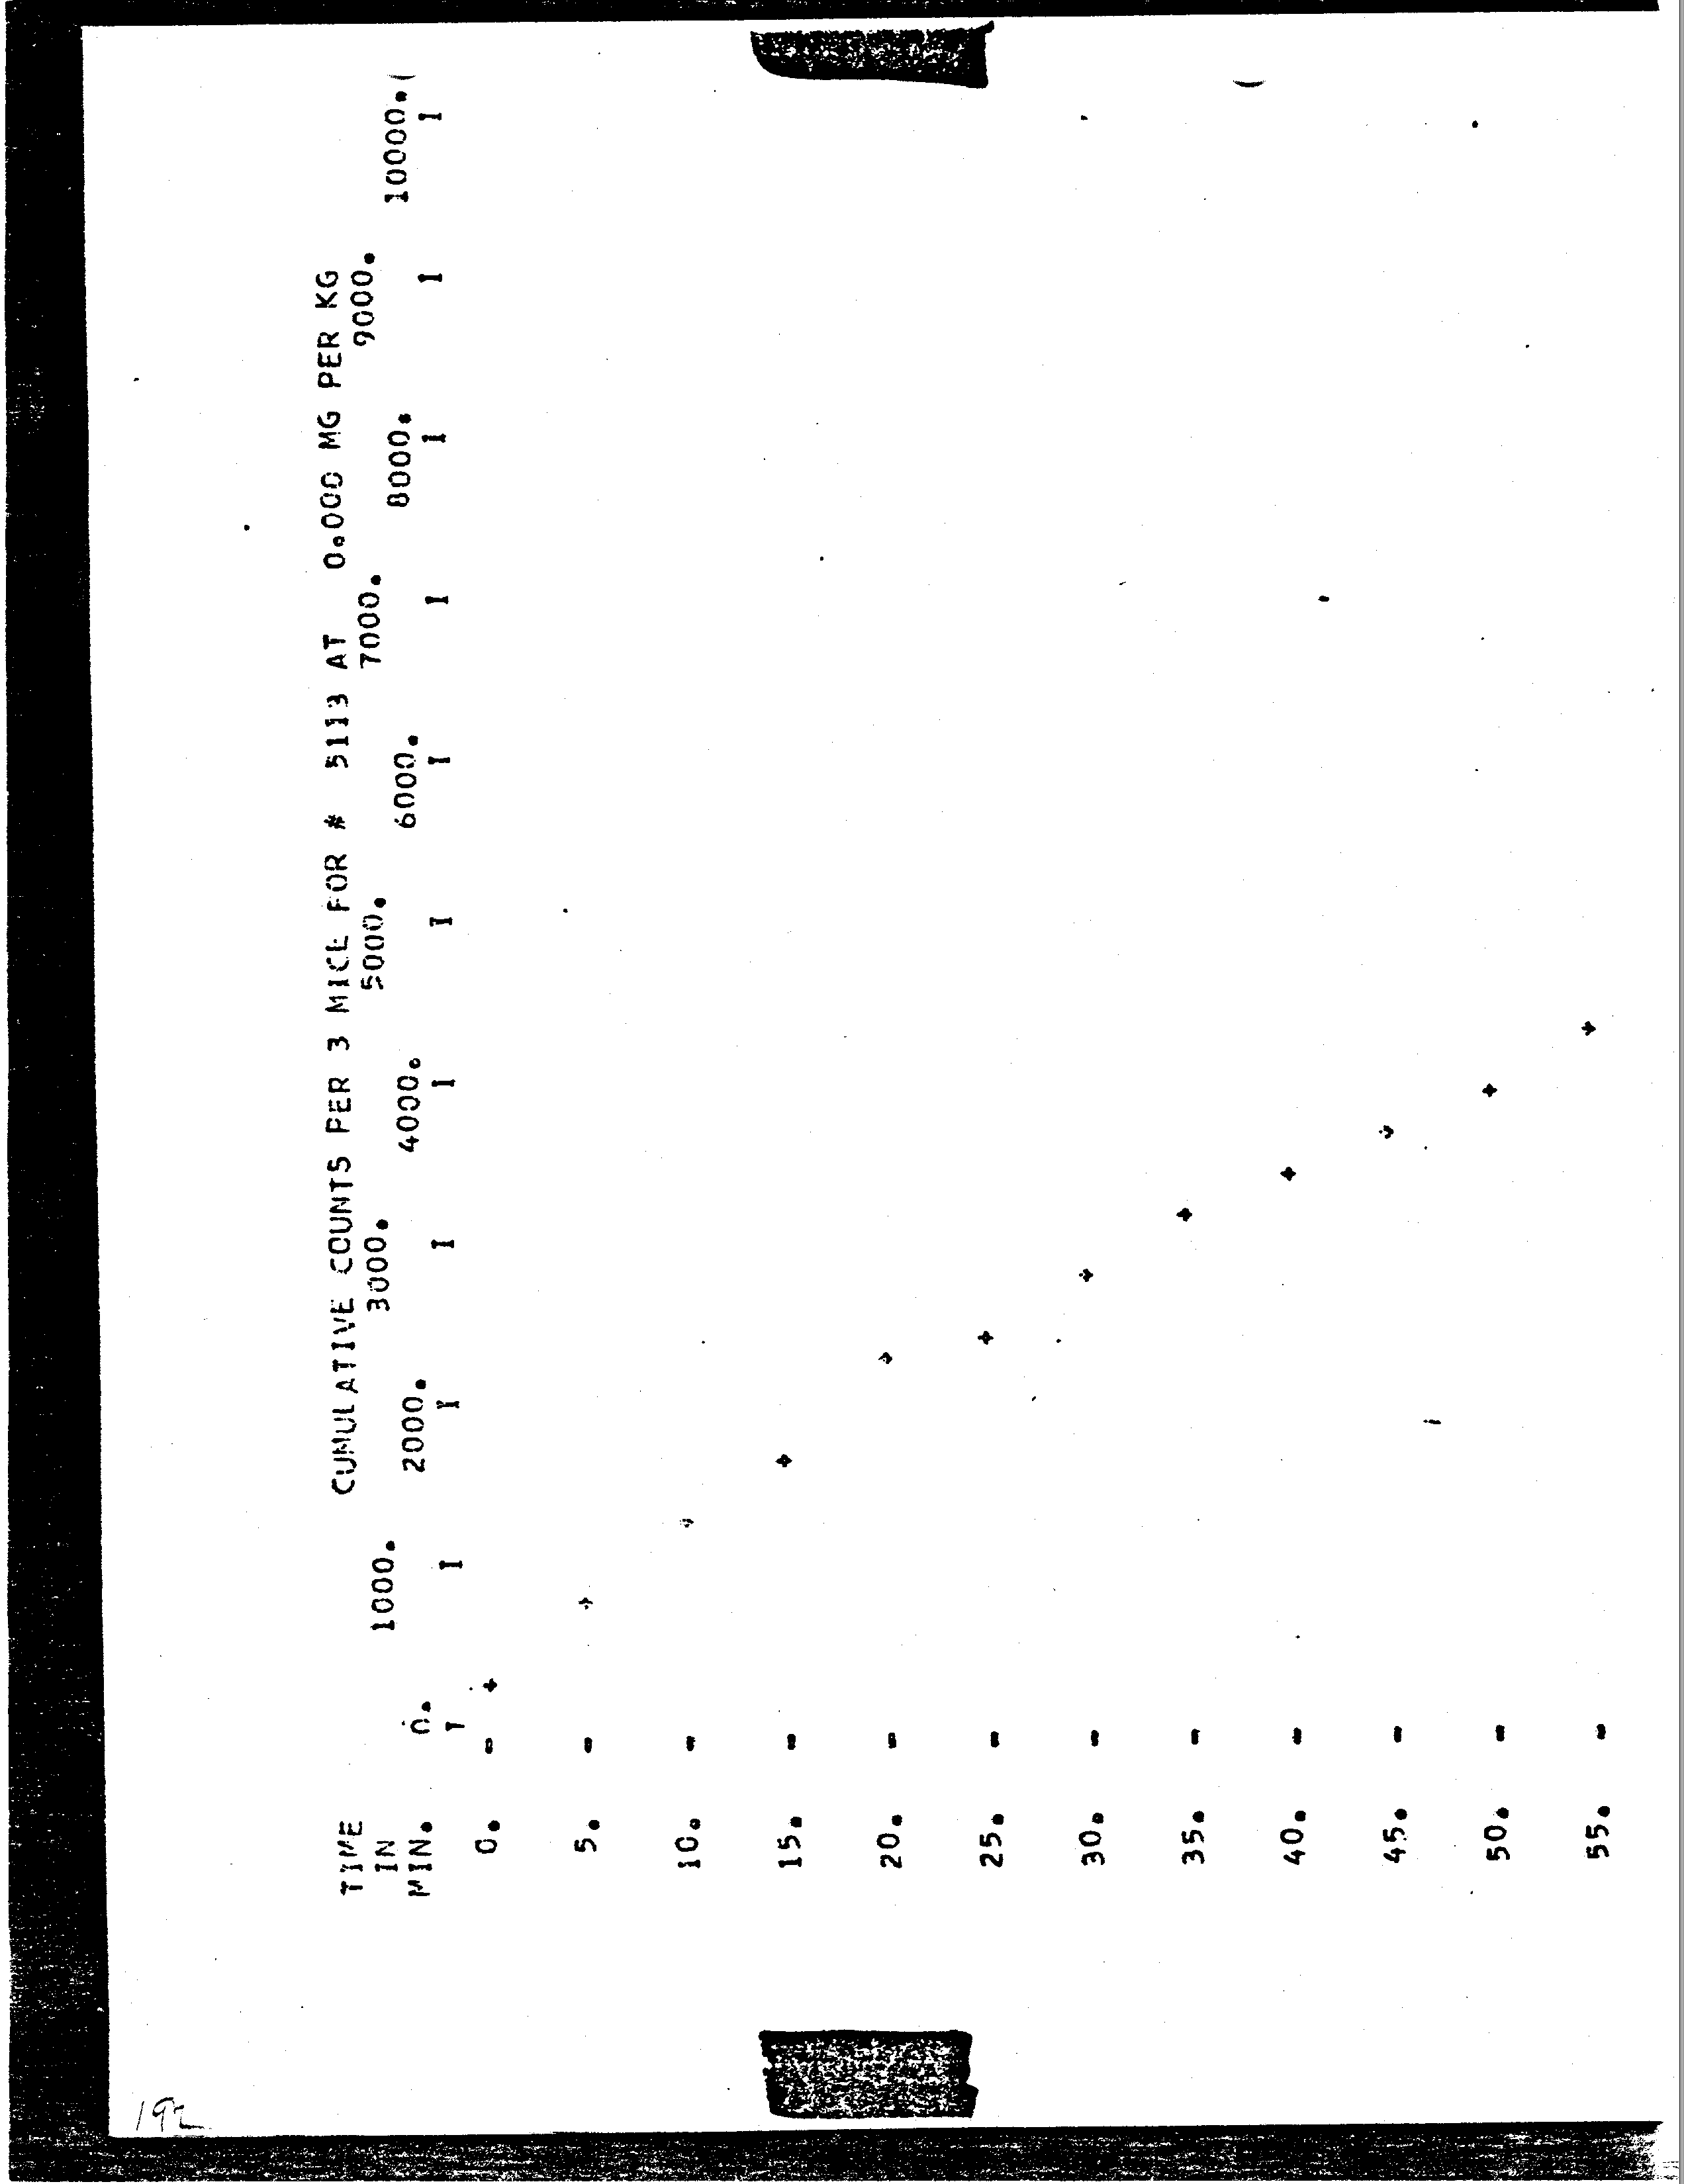 CUMULATIVE COUNTS PER 3 MICE FOR # 5113 AT 0.000 MG PER KG
TIME
IN
MIN.
1000. 3000. 5000. 7000. 9000.
0. 2000. 4000. 6000. 8000. 10000.(
I I I I I I I I I I I
0. - +
5. - +
10. - +
15. - +
20. - +
25. - +
30. - +
35. - +
40. - +
45. - +
50. - +
55. - +
192